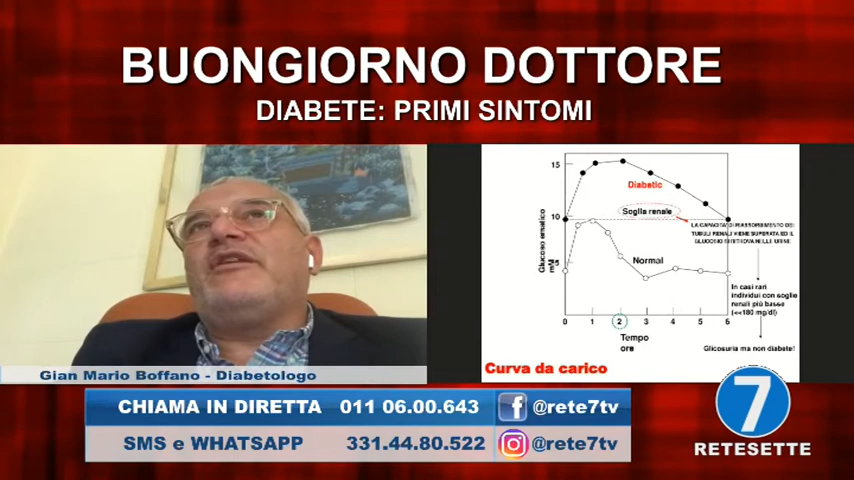 BUONGIORNO DOTTORE
DIABETE: PRIMI SINTOMI
15
10
5
Glucoso ematico
mM
Diabetic
Soglia renale
LA CAPACITA' DI RIASSORBIMENTO DEI
TUBULI RENALI VIENE SUPERATA ED IL
GLUCOSIO SI RITROVA NELLE URINE
Normal
In casi rari
individui con soglie
renali più basse
(<<180 mg/dl)
Glicosuria ma non diabete!
0 1 2 3 4 5 6
Tempo
ore
Curva da carico
Gian Mario Boffano - Diabetologo
CHIAMA IN DIRETTA 011 06.00.643 f @rete7tv
SMS e WHATSAPP 331.44.80.522 @rete7tv
7
RETESETTE